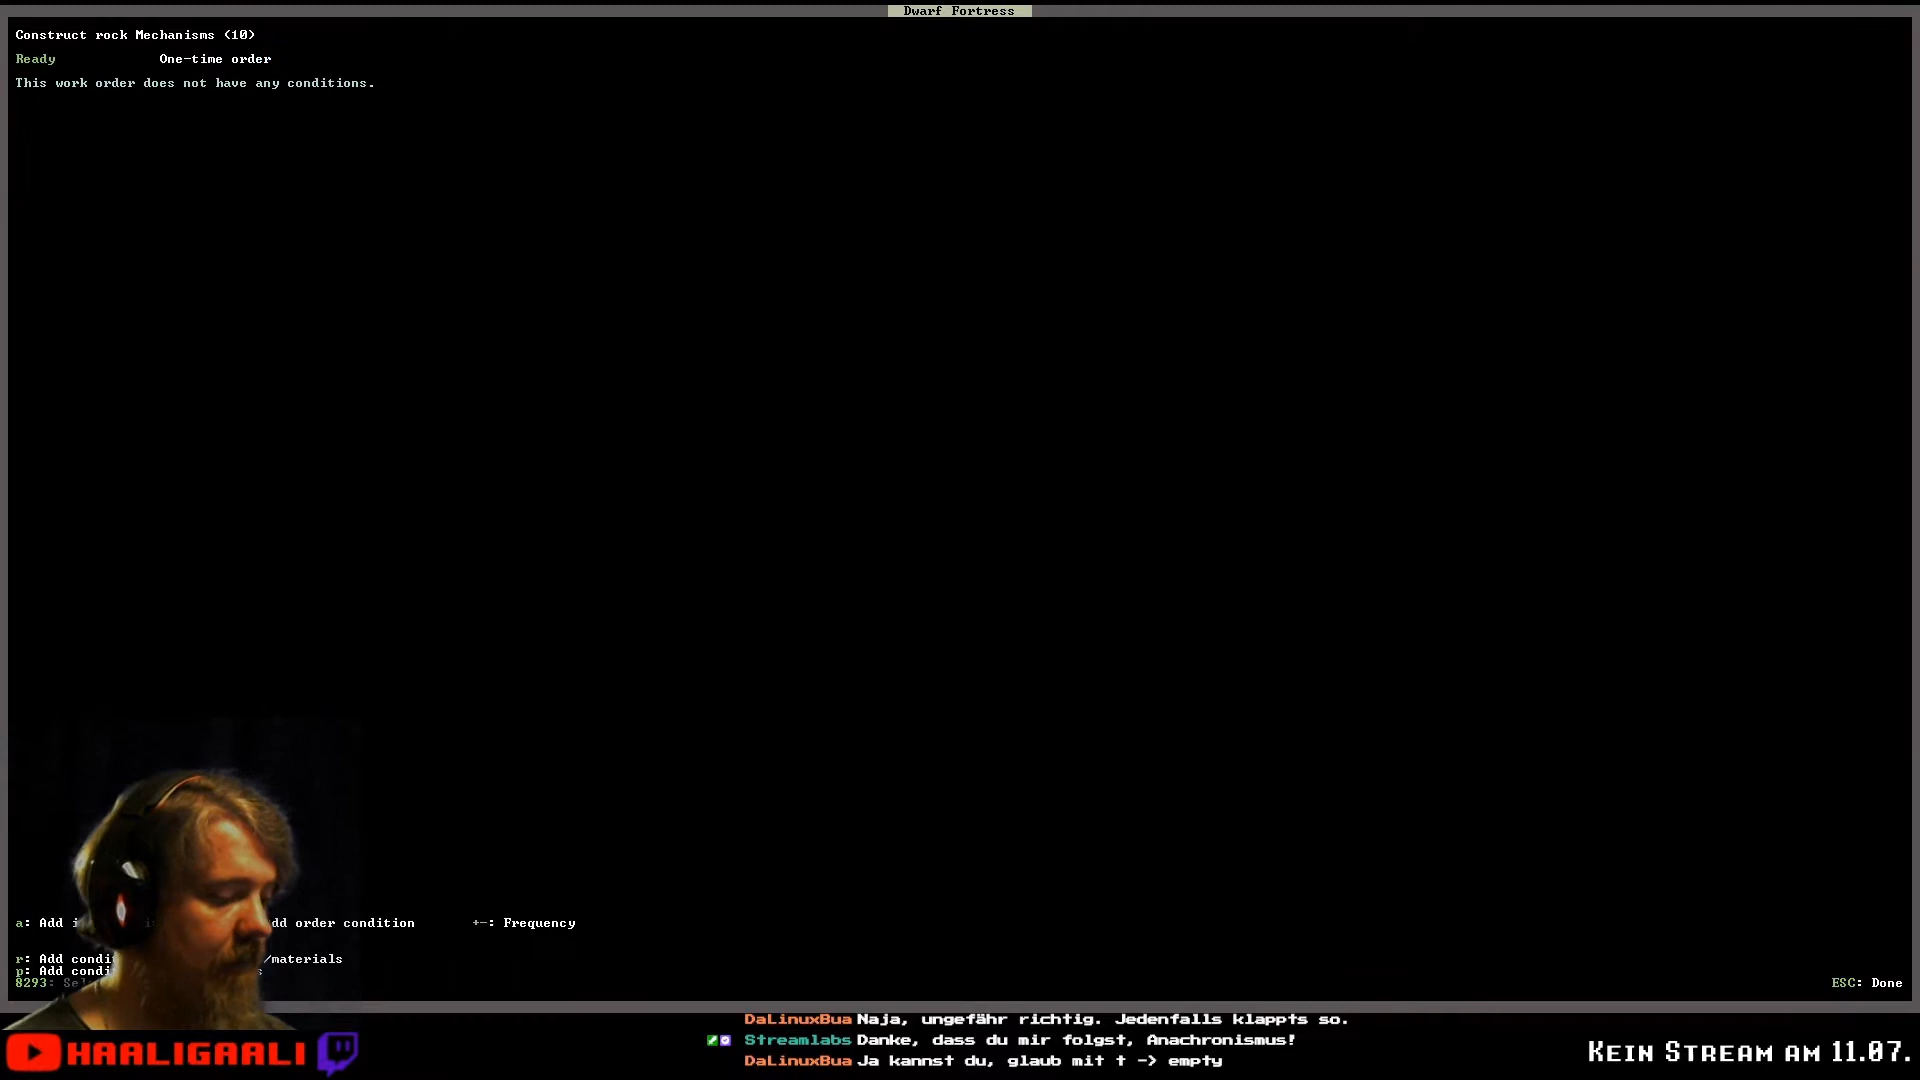 Dwarf Fortress
Construct rock Mechanisms (10)
Ready One-time order
This work order does not have any conditions.
a: Add dd order condition +-: Frequency
r: Add /materials
p: Add
8293:
ESC: Done
DaLinuxBua Naja, ungefähr richtig. Jedenfalls klappts so.
Streamlabs Danke, dass du mir folgst, Anachronismus!
DaLinuxBua Ja kannst du, glaub mit t -> empty
HAALIGAALI
KEIN STREAM AM 11.07.